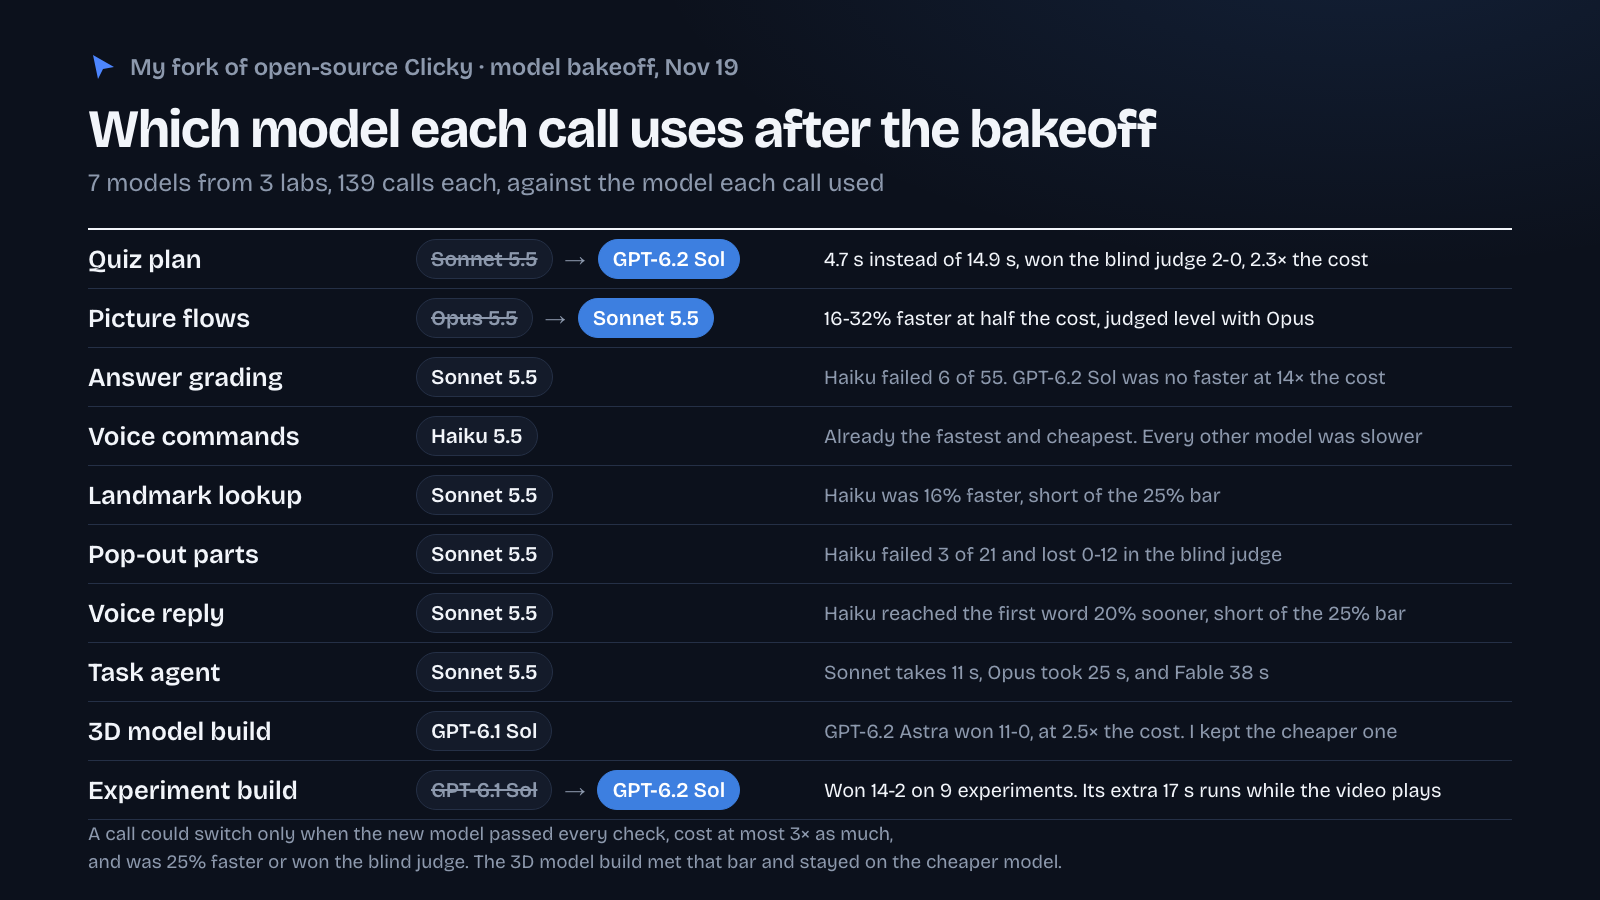 My fork of open-source Clicky · model bakeoff, Nov 19
Which model each call uses after the bakeoff
7 models from 3 labs, 139 calls each, against the model each call used
Quiz plan Sonnet 5.5 → GPT-6.2 Sol 4.7 s instead of 14.9 s, won the blind judge 2-0, 2.3× the cost
Picture flows Opus 5.5 → Sonnet 5.5 16-32% faster at half the cost, judged level with Opus
Answer grading Sonnet 5.5 Haiku failed 6 of 55. GPT-6.2 Sol was no faster at 14× the cost
Voice commands Haiku 5.5 Already the fastest and cheapest. Every other model was slower
Landmark lookup Sonnet 5.5 Haiku was 16% faster, short of the 25% bar
Pop-out parts Sonnet 5.5 Haiku failed 3 of 21 and lost 0-12 in the blind judge
Voice reply Sonnet 5.5 Haiku reached the first word 20% sooner, short of the 25% bar
Task agent Sonnet 5.5 Sonnet takes 11 s, Opus took 25 s, and Fable 38 s
3D model build GPT-6.1 Sol GPT-6.2 Astra won 11-0, at 2.5× the cost. I kept the cheaper one
Experiment build GPT-6.1 Sol → GPT-6.2 Sol Won 14-2 on 9 experiments. Its extra 17 s runs while the video plays
A call could switch only when the new model passed every check, cost at most 3× as much,
and was 25% faster or won the blind judge. The 3D model build met that bar and stayed on the cheaper model.